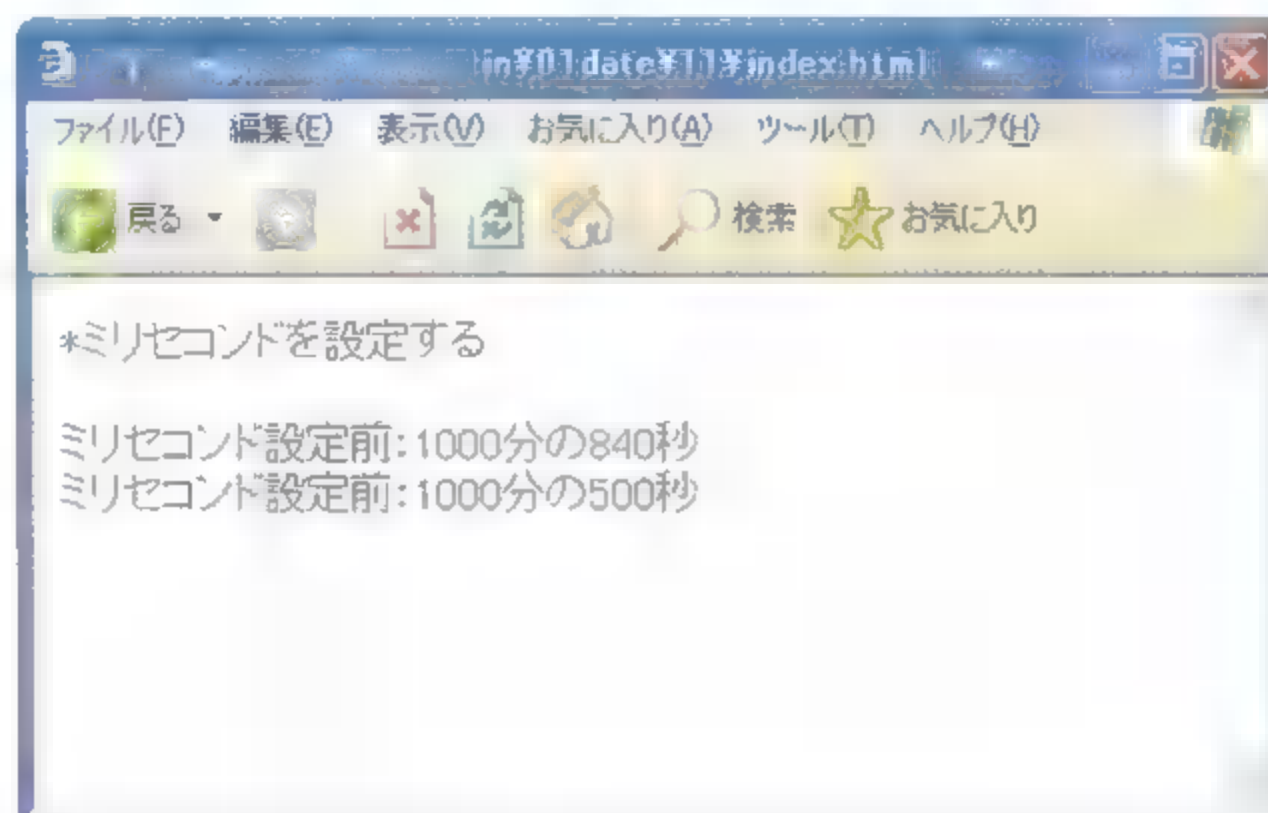 in¥01date¥11¥index.html
ファイル(F) 編集(E) 表示(V) お気に入り(A) ツール(T) ヘルプ(H)
戻る 検索 お気に入り
*ミリセコンドを設定する
ミリセコンド設定前:1000分の840秒
ミリセコンド設定前:1000分の500秒